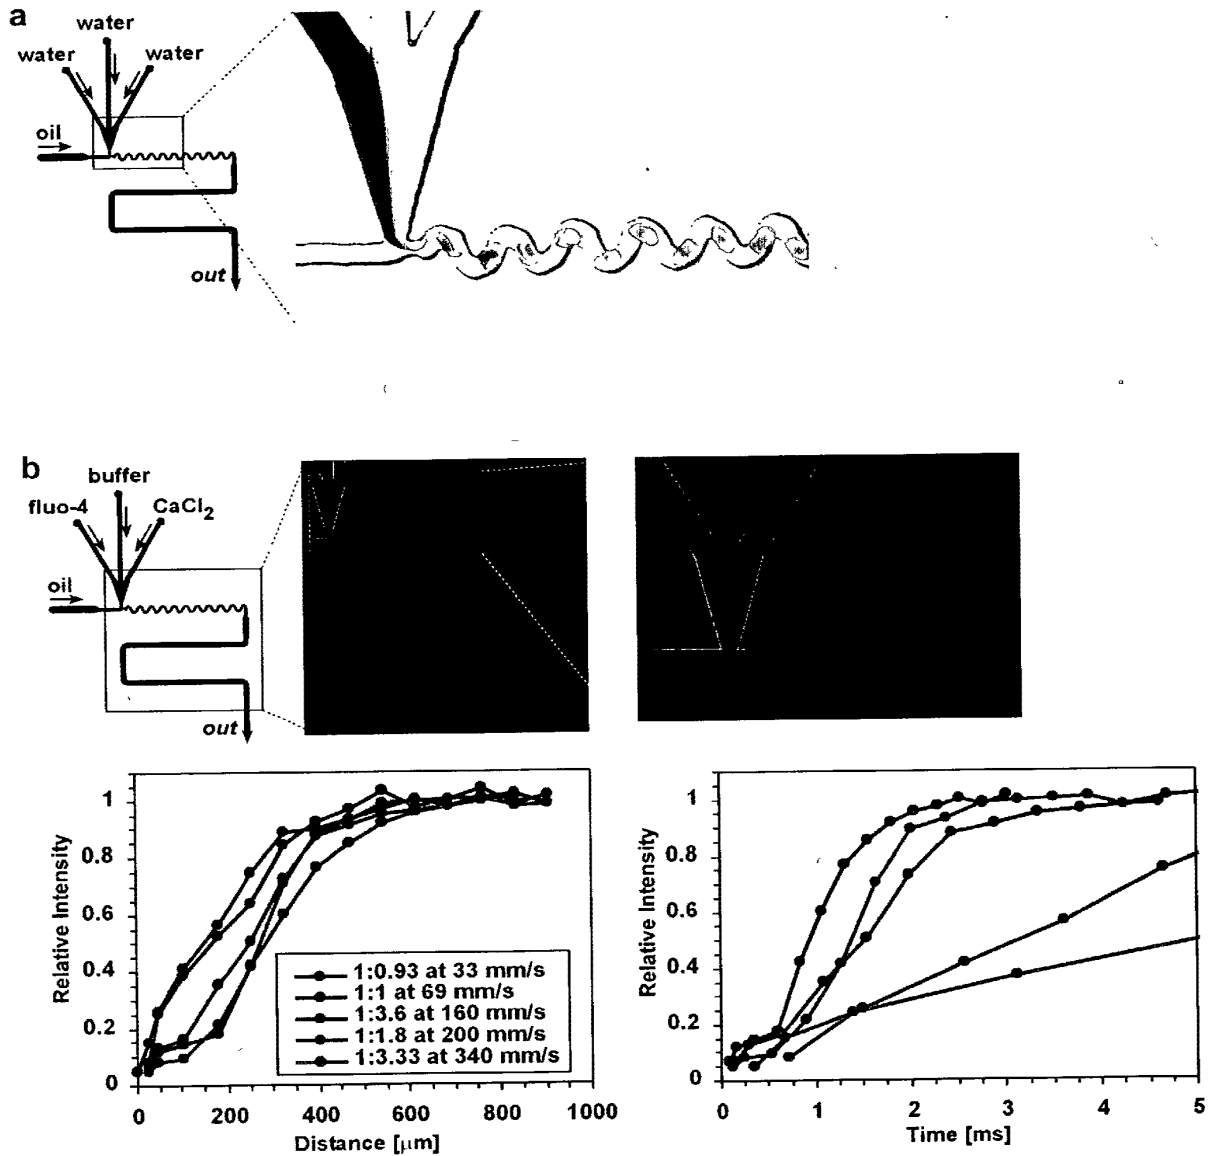 a
water
water water
oil
out
b
buffer
fluo-4 CaCl2
oil
out
Relative Intensity
1
0.8
0.6
0.4
0.2
0
1:0.93 at 33 mm/s
1:1 at 69 mm/s
1:3.6 at 160 mm/s
1:1.8 at 200 mm/s
1:3.33 at 340 mm/s
0 200 400 600 800 1000
Distance [μm]
Relative Intensity
1
0.8
0.6
0.4
0.2
0
0 1 2 3 4 5
Time [ms]